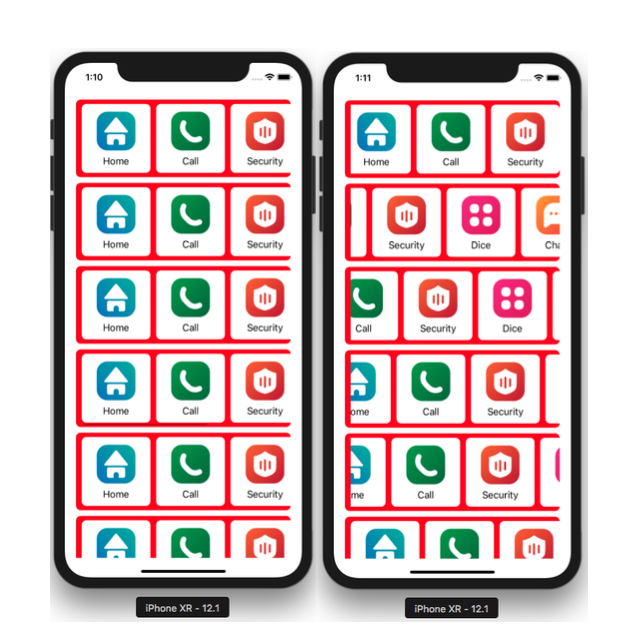 1:10
Home Call Security
Home Call Security
Home Call Security
Home Call Security
Home Call Security
iPhone XR - 12.1
1:11
Home Call Security
Security Dice Cha
Call Security Dice
ome Call Security
me Call Security
iPhone XR - 12.1